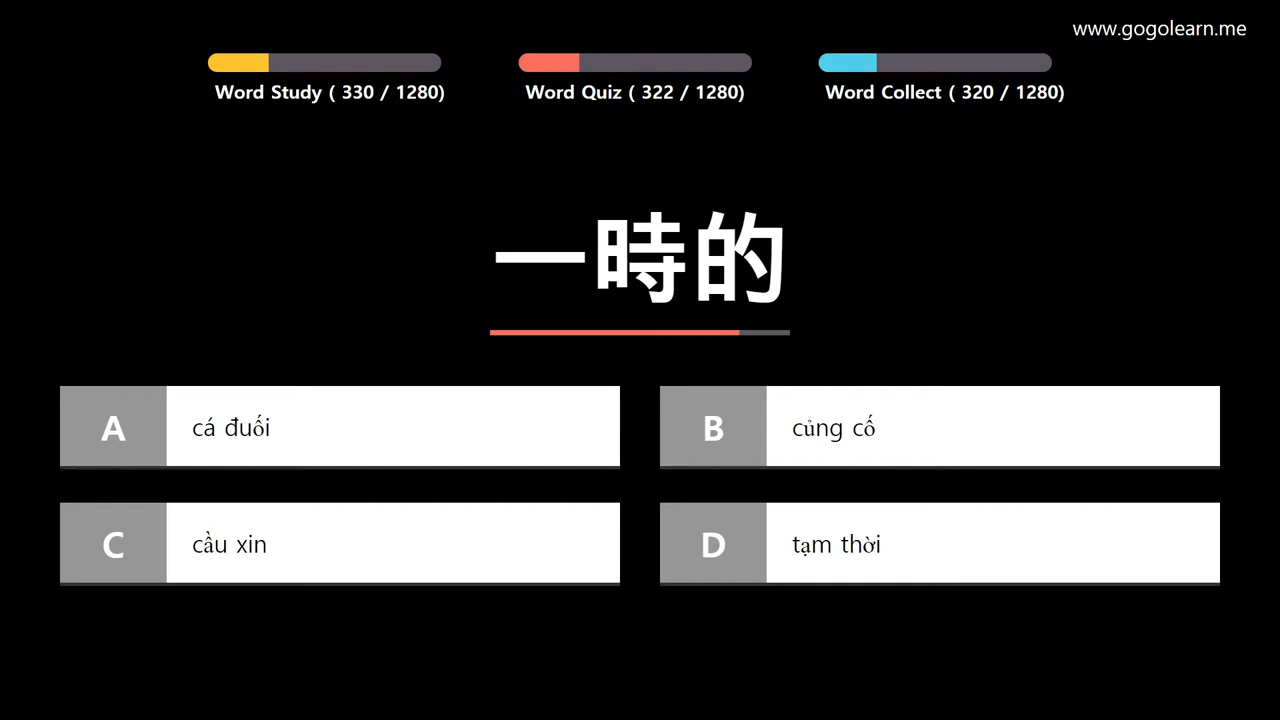 www.gogolearn.me
Word Study ( 330 / 1280)
Word Quiz ( 322 / 1280)
Word Collect ( 320 / 1280)
一時的
A cá đuối
B củng cố
C cầu xin
D tạm thời